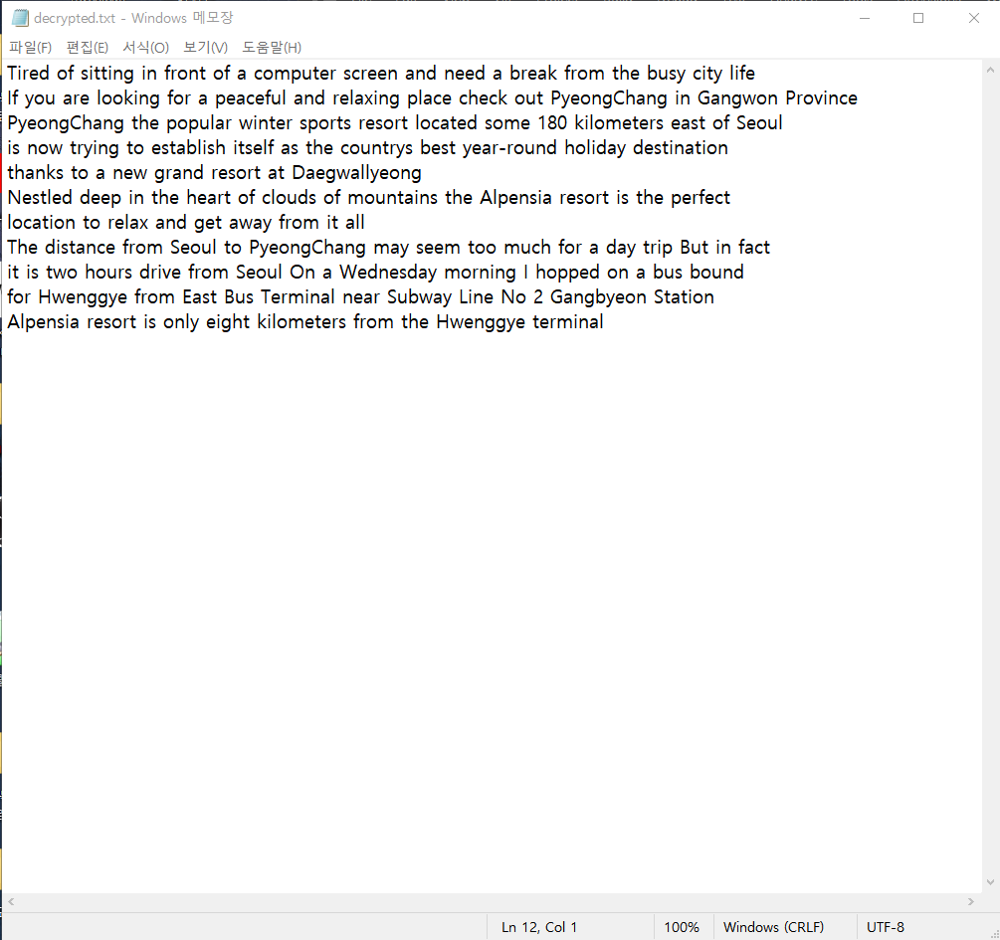 decrypted.txt - Windows 메모장
파일(F) 편집(E) 서식(O) 보기(V) 도움말(H)
Tired of sitting in front of a computer screen and need a break from the busy city life
If you are looking for a peaceful and relaxing place check out PyeongChang in Gangwon Province
PyeongChang the popular winter sports resort located some 180 kilometers east of Seoul
is now trying to establish itself as the countrys best year-round holiday destination
thanks to a new grand resort at Daegwallyeong
Nestled deep in the heart of clouds of mountains the Alpensia resort is the perfect
location to relax and get away from it all
The distance from Seoul to PyeongChang may seem too much for a day trip But in fact
it is two hours drive from Seoul On a Wednesday morning I hopped on a bus bound
for Hwenggye from East Bus Terminal near Subway Line No 2 Gangbyeon Station
Alpensia resort is only eight kilometers from the Hwenggye terminal
Ln 12, Col 1 100% Windows (CRLF) UTF-8